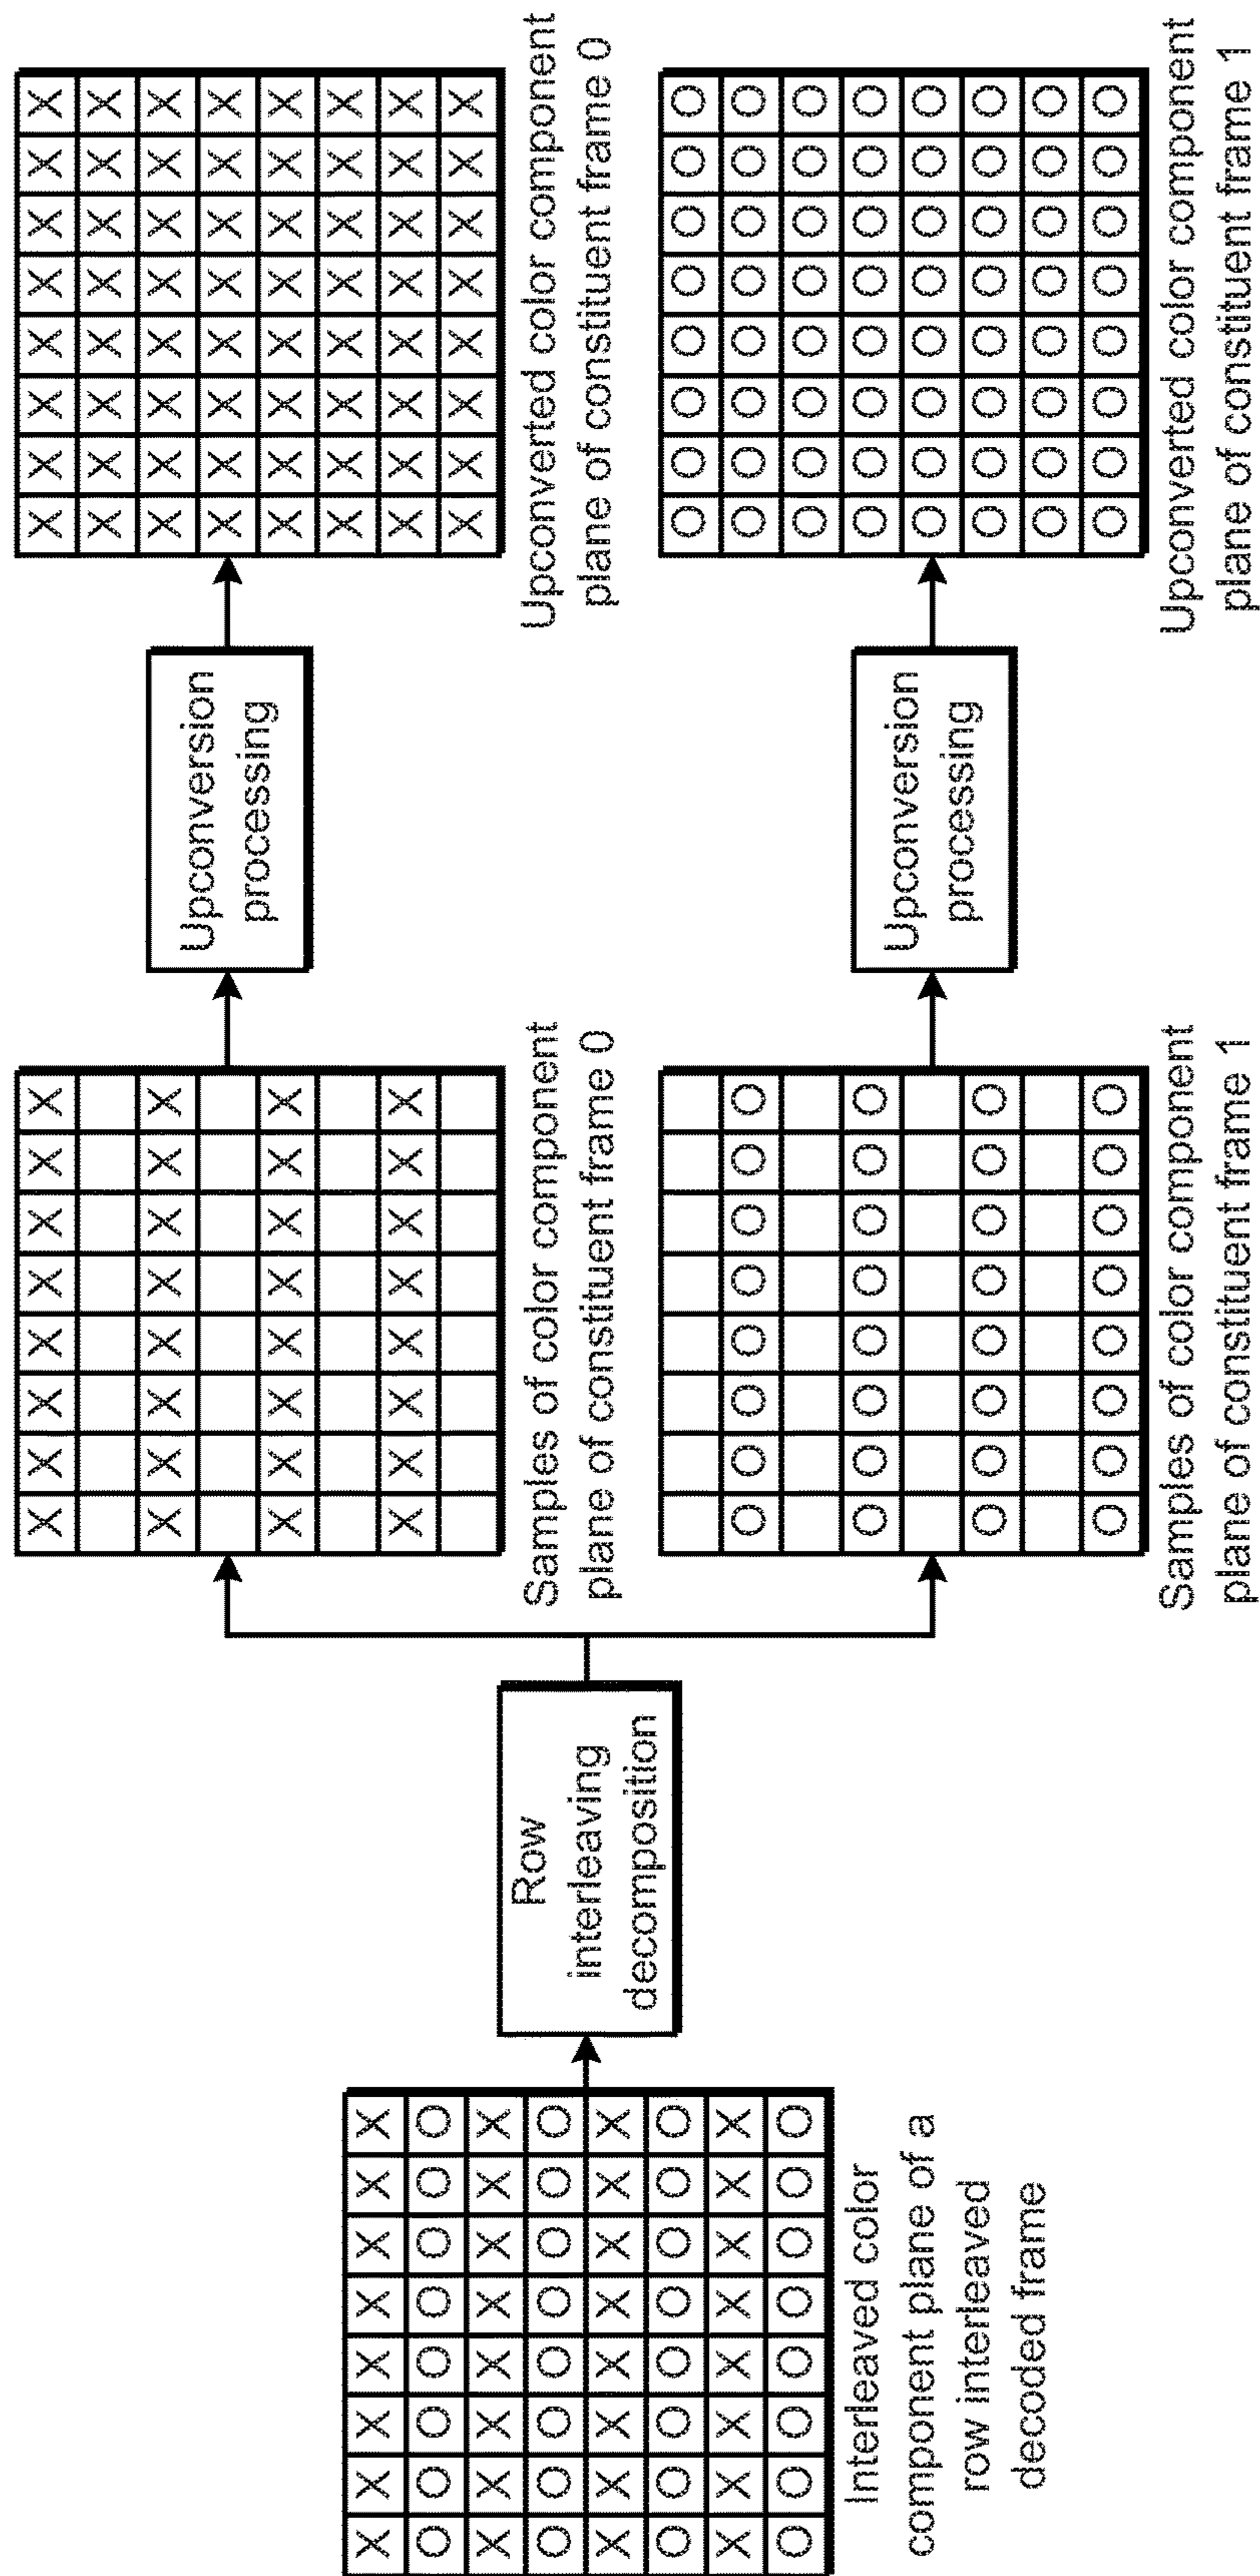 X X X X X X X X
O O O O O O O O
X X X X X X X X
O O O O O O O O
X X X X X X X X
O O O O O O O O
X X X X X X X X
O O O O O O O O
Interleaved color
component plane of a
row interleaved
decoded frame
Row
interleaving
decomposition
X X X X X X X X
X X X X X X X X
X X X X X X X X
X X X X X X X X
Samples of color component
plane of constituent frame 0
Upconversion
processing
X X X X X X X X
X X X X X X X X
X X X X X X X X
X X X X X X X X
X X X X X X X X
X X X X X X X X
X X X X X X X X
X X X X X X X X
Upconverted color component
plane of constituent frame 0
O O O O O O O O
O O O O O O O O
O O O O O O O O
O O O O O O O O
Samples of color component
plane of constituent frame 1
Upconversion
processing
O O O O O O O O
O O O O O O O O
O O O O O O O O
O O O O O O O O
O O O O O O O O
O O O O O O O O
O O O O O O O O
O O O O O O O O
Upconverted color component
plane of constituent frame 1